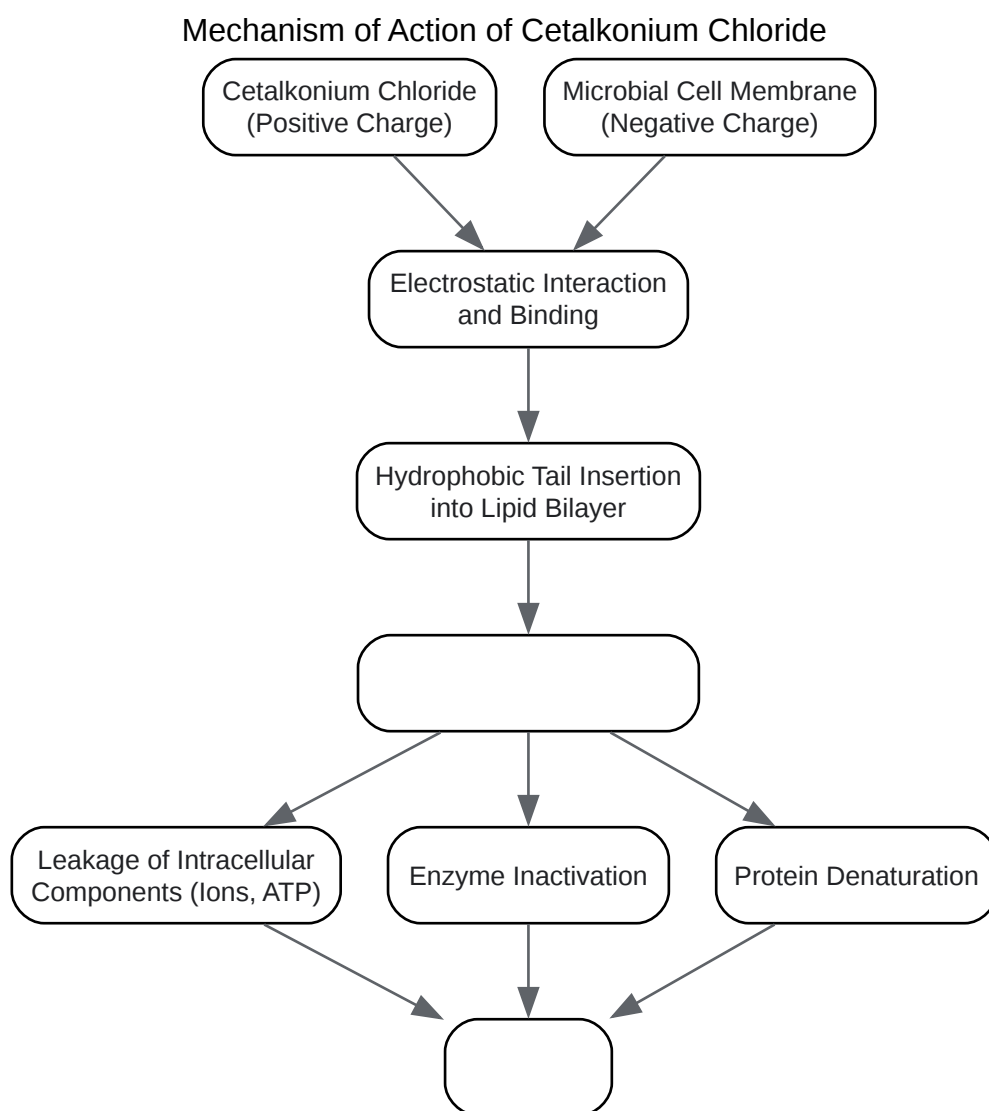 Mechanism of Action of Cetalkonium Chloride
Cetalkonium Chloride
(Positive Charge)
Microbial Cell Membrane
(Negative Charge)
Electrostatic Interaction
and Binding
Hydrophobic Tail Insertion
into Lipid Bilayer
Leakage of Intracellular
Components (Ions, ATP)
Enzyme Inactivation
Protein Denaturation